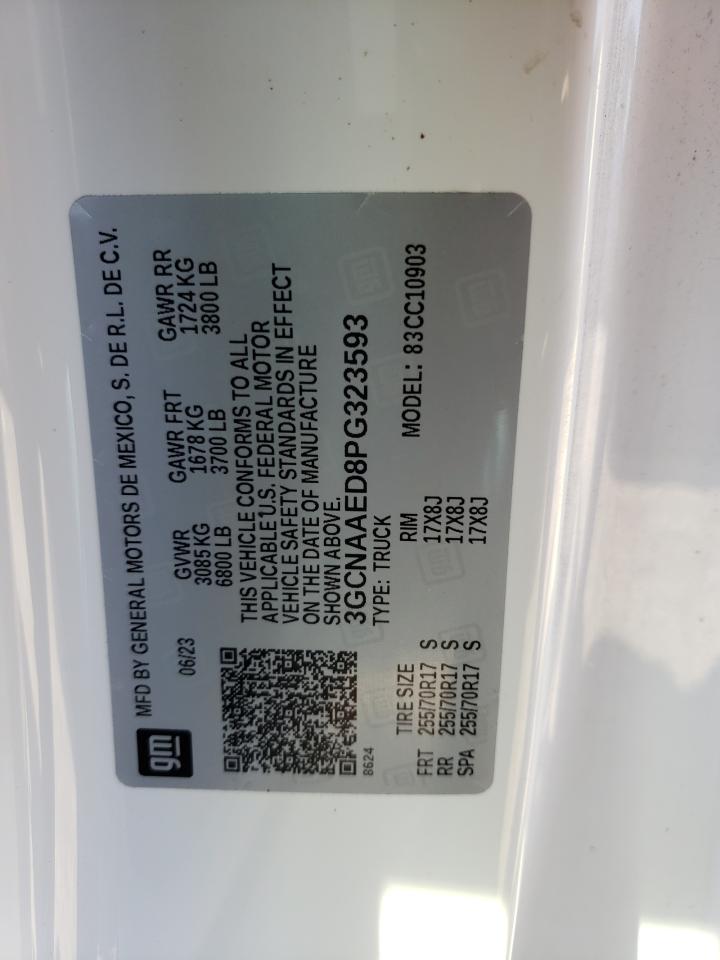 gm
MFD BY GENERAL MOTORS DE MEXICO, S. DE R.L. DE C.V.
06/23 GVWR GAWR FRT GAWR RR
3085 KG 1678 KG 1724 KG
6800 LB 3700 LB 3800 LB
THIS VEHICLE CONFORMS TO ALL
APPLICABLE U.S. FEDERAL MOTOR
VEHICLE SAFETY STANDARDS IN EFFECT
ON THE DATE OF MANUFACTURE
SHOWN ABOVE.
3GCNAAED8PG323593
8624 TYPE: TRUCK
TIRE SIZE RIM MODEL: 83CC10903
FRT 255/70R17 S 17X8J
RR 255/70R17 S 17X8J
SPA 255/70R17 S 17X8J